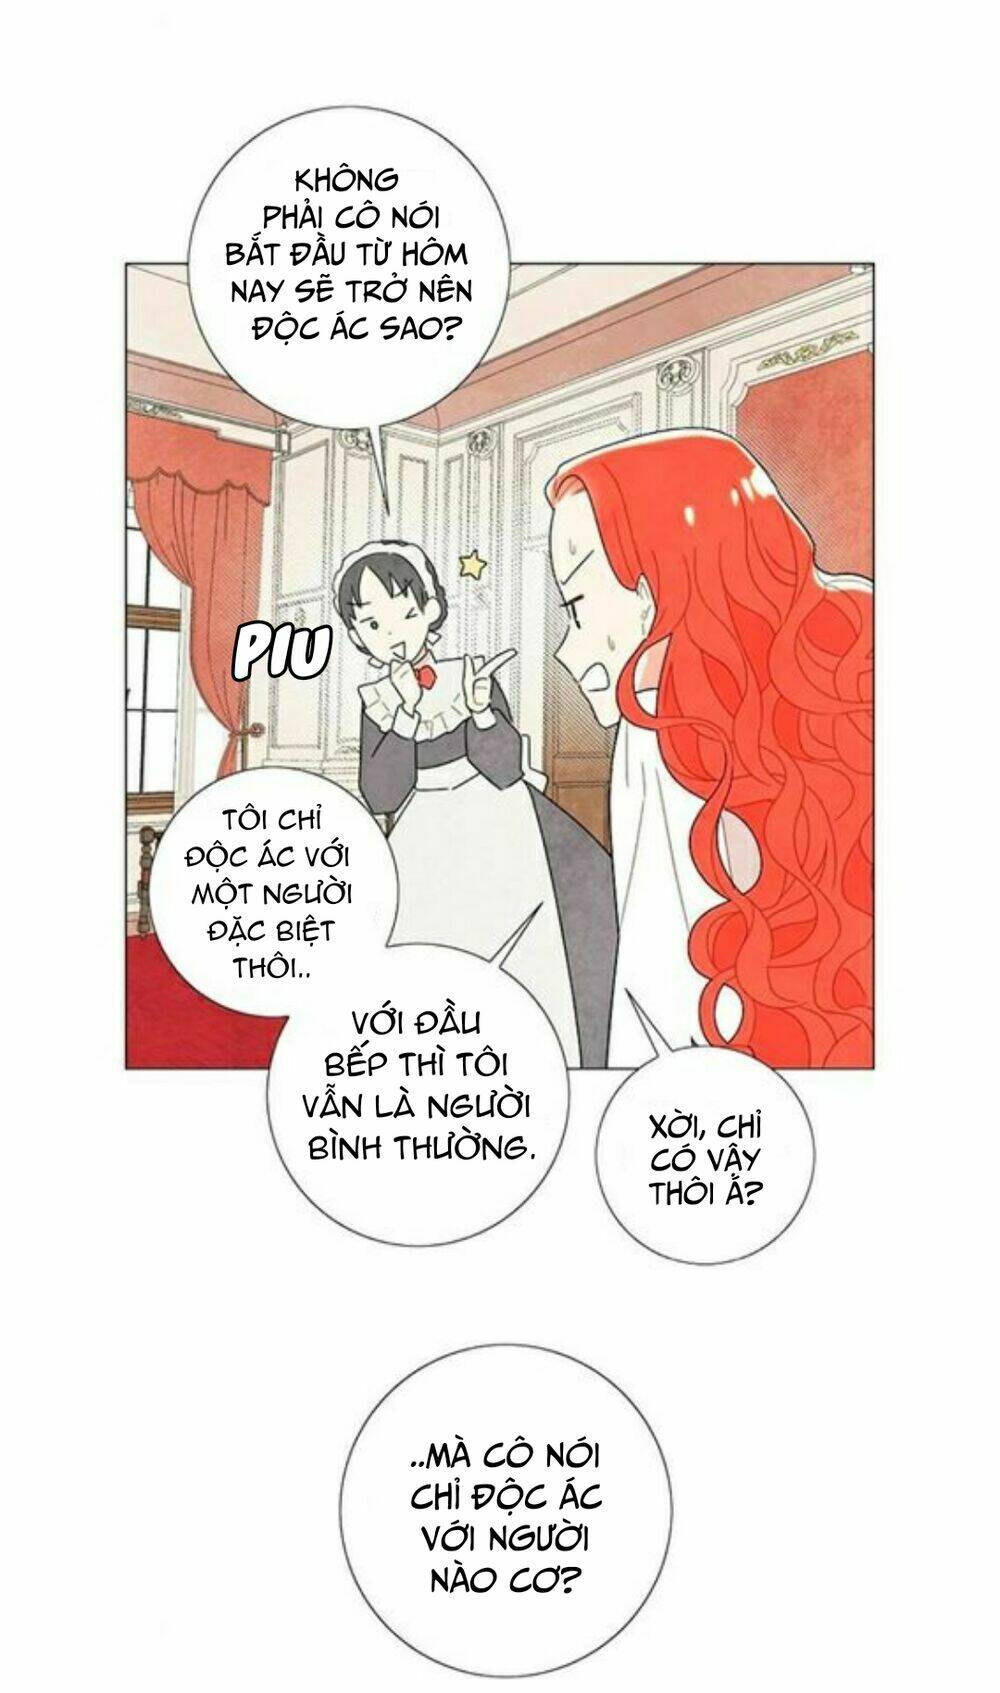 KHÔNG
PHẢI CÔ NÓI
BẮT ĐẦU TỪ HÔM
NAY SẼ TRỞ NÊN
ĐỘC ÁC SAO?
PIU
TÔI CHỈ
ĐỘC ÁC VỚI
MỘT NGƯỜI
ĐẶC BIỆT
THÔI..
VỚI ĐẦU
BẾP THÌ TÔI
VẪN LÀ NGƯỜI
BÌNH THƯỜNG.
XỜI, CHỈ
CÓ VẬY
THÔI Á?
..MÀ CÔ NÓI
CHỈ ĐỘC ÁC
VỚI NGƯỜI
NÀO CƠ?